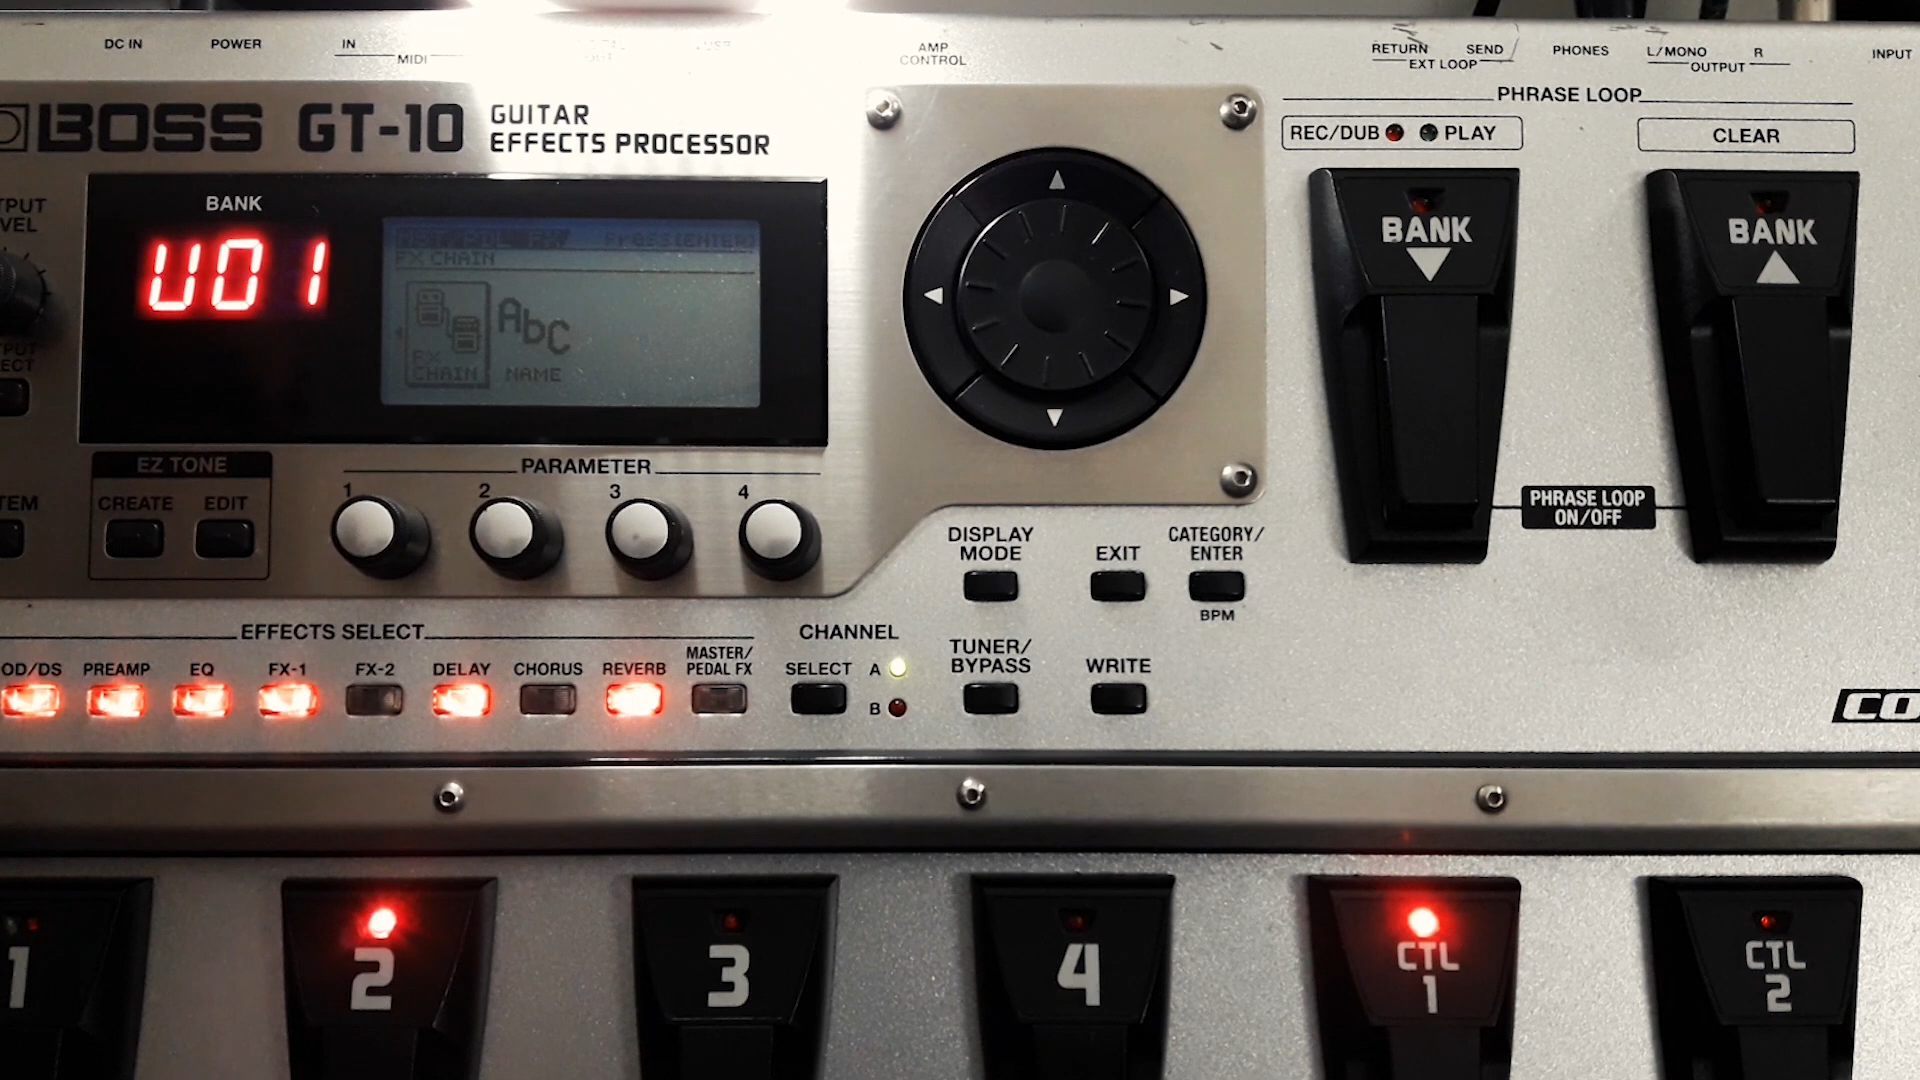 DC IN
POWER
IN
MIDI
AMP
CONTROL
RETURN
SEND
EXT LOOP
PHONES
L/MONO
R
OUTPUT
INPUT
BOSS GT-10 GUITAR
EFFECTS PROCESSOR
PHRASE LOOP
REC/DUB
PLAY
CLEAR
BANK
U01
Press[ENTER]
FX CHAIN
FX
CHAIN
Abc
NAME
BANK
BANK
PHRASE LOOP
ON/OFF
EZ TONE
CREATE
EDIT
PARAMETER
1
2
3
4
DISPLAY
MODE
EXIT
CATEGORY/
ENTER
BPM
EFFECTS SELECT
OD/DS
PREAMP
EQ
FX-1
FX-2
DELAY
CHORUS
REVERB
MASTER/
PEDAL FX
CHANNEL
SELECT
A
B
TUNER/
BYPASS
WRITE
CO
1
2
3
4
CTL
1
CTL
2